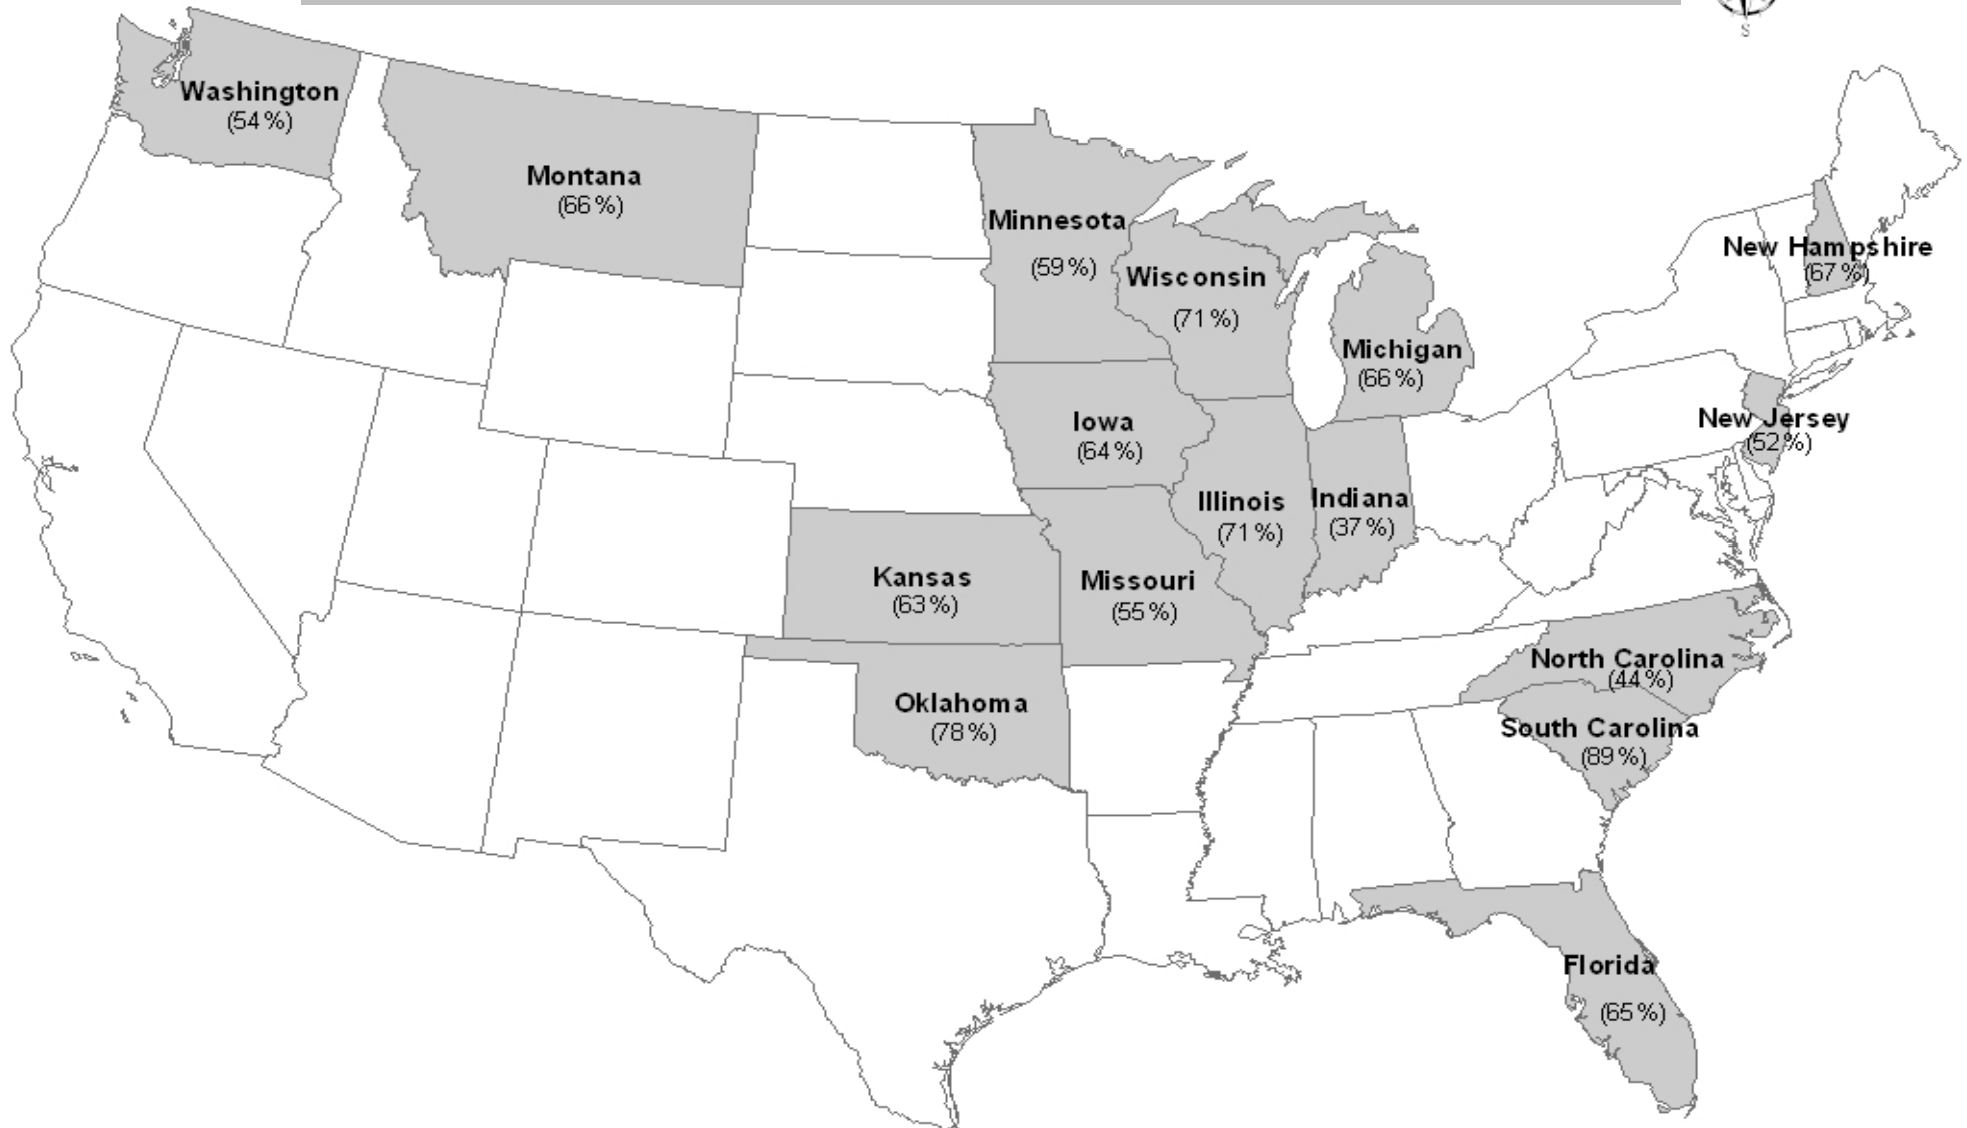 S
Washington
(54%)
Montana
(66%)
Minnesota
(59%)
Wisconsin
(71%)
New Hampshire
(67%)
Michigan
(66%)
Iowa
(64%)
New Jersey
(52%)
Illinois
(71%)
Indiana
(37%)
Kansas
(63%)
Missouri
(55%)
North Carolina
(44%)
Oklahoma
(78%)
South Carolina
(89%)
Florida
(65%)